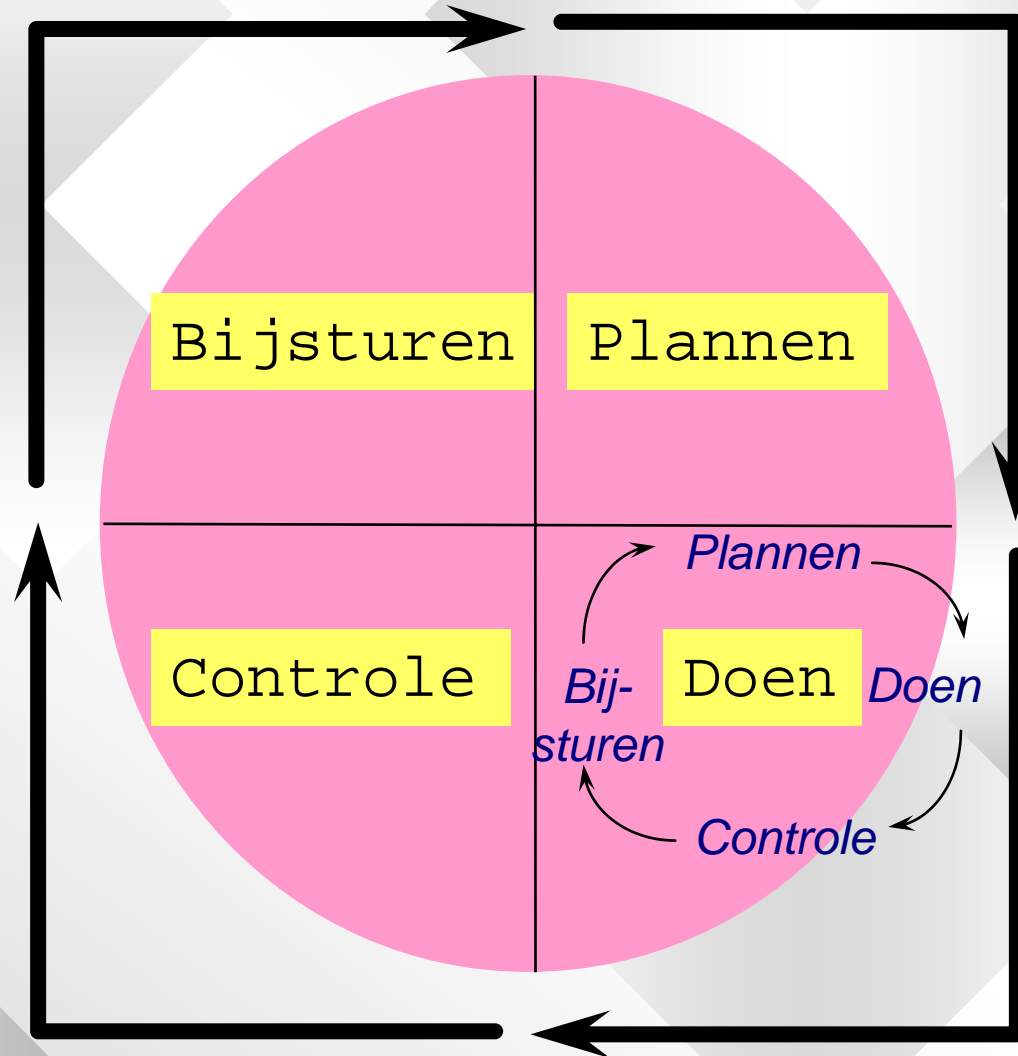 Bijsturen
Plannen
Controle
Doen
Plannen
Doen
Controle
Bij-
sturen